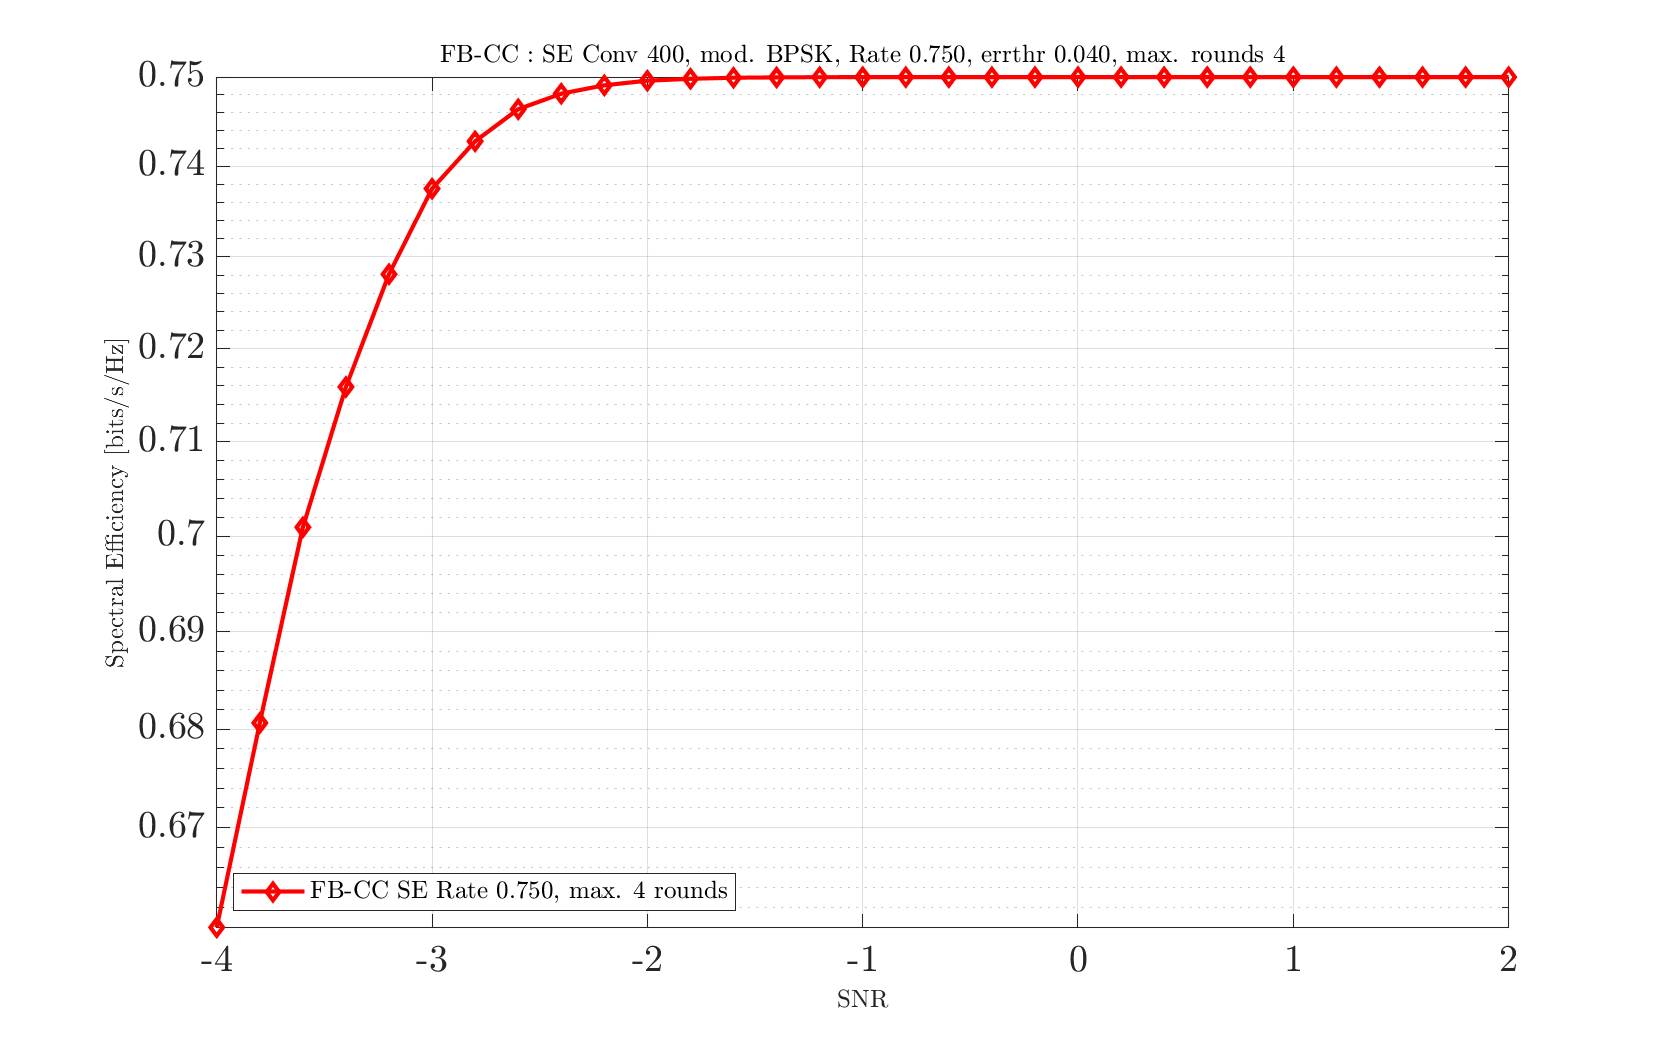 FB-CC : SE Conv 400, mod. BPSK, Rate 0.750, errthr 0.040, max. rounds 4
0.75
0.74
0.73
0.72
0.71
0.7
0.69
0.68
0.67
Spectral Efficiency [bits/s/Hz]
FB-CC SE Rate 0.750, max. 4 rounds
-4 -3 -2 -1 0 1 2
SNR